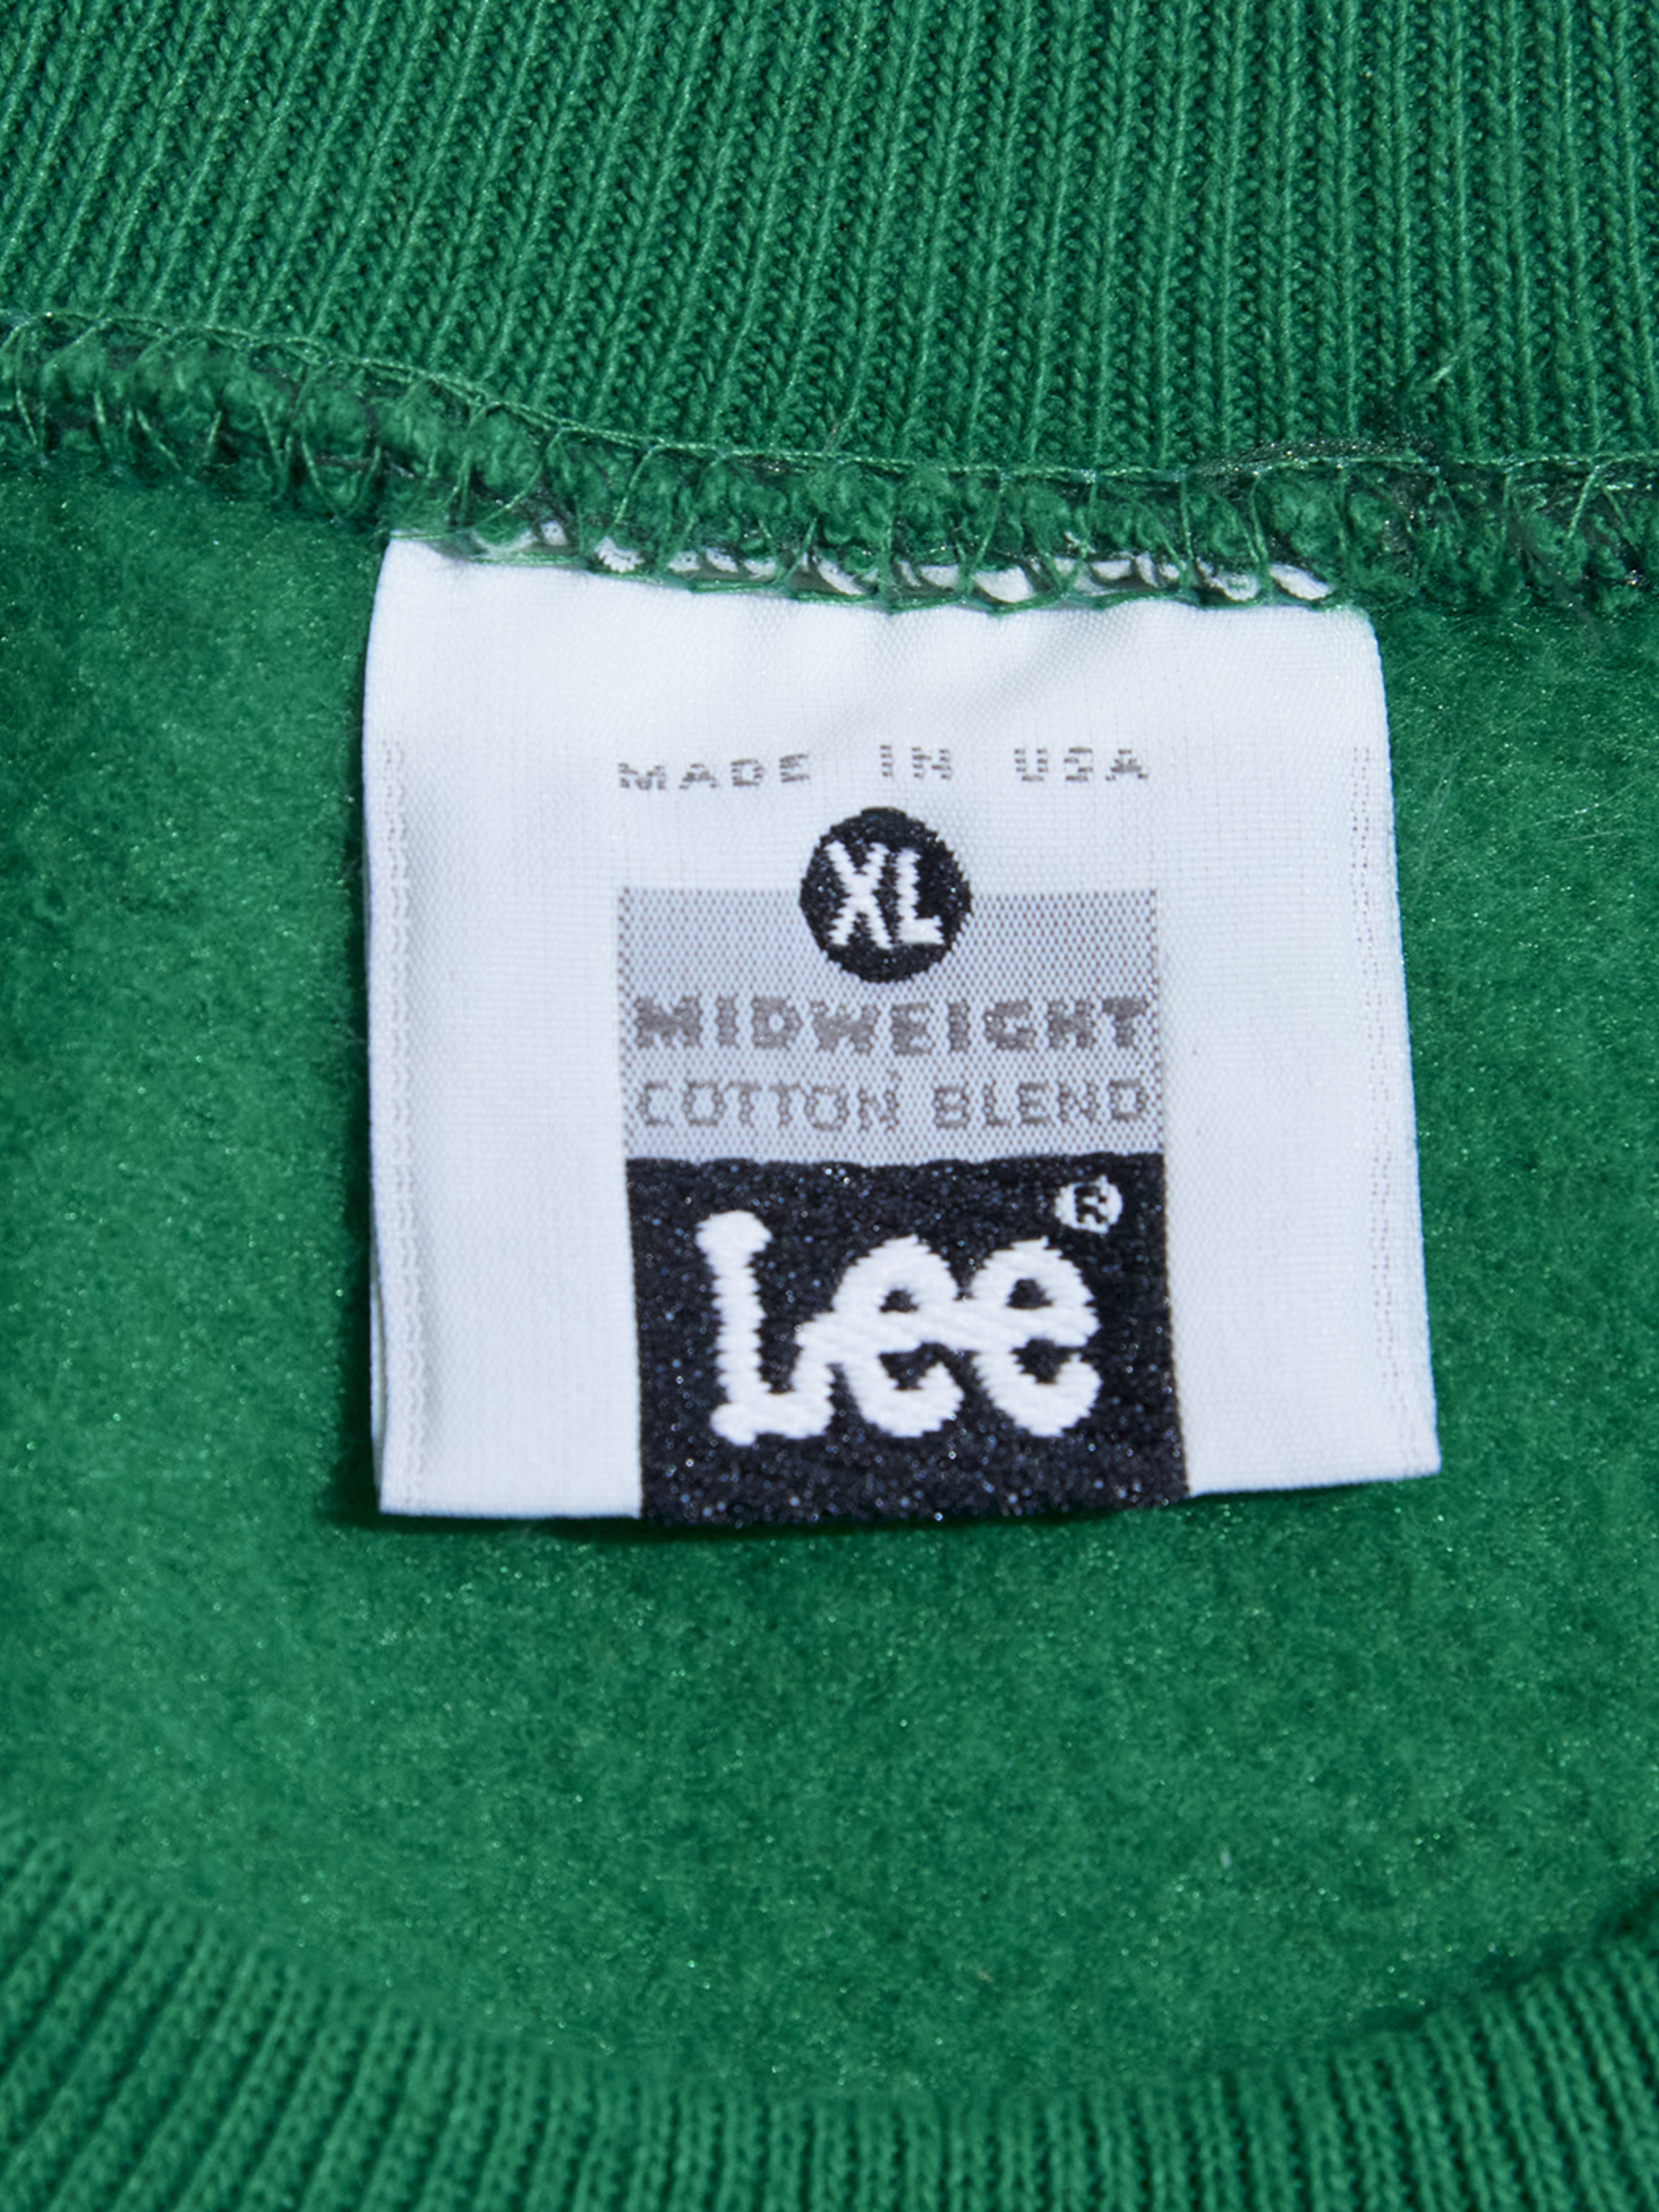 MADE IN USA
XL
MIDWEIGHT
COTTON BLEND
Lee®